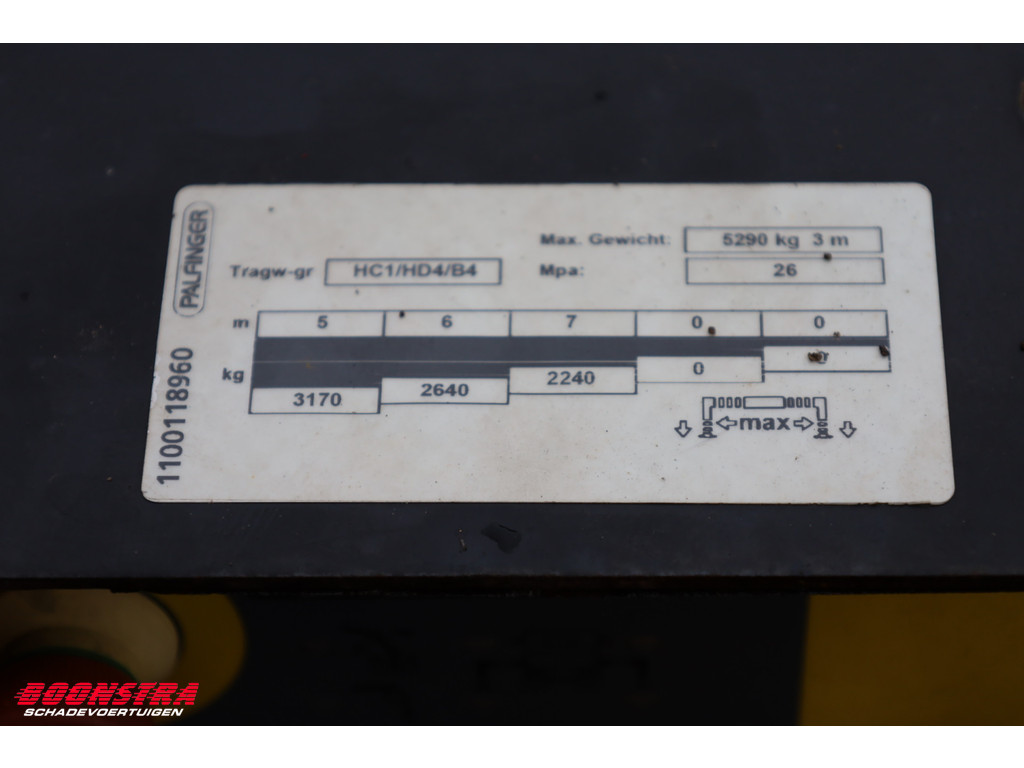 PALFINGER
1100118960
Max. Gewicht: 5290 kg 3 m
Tragw-gr HC1/HD4/B4 Mpa: 26
m 5 6 7 0 0
kg 3170 2640 2240 0
max
BOONSTRA
SCHADEVOERTUIGEN